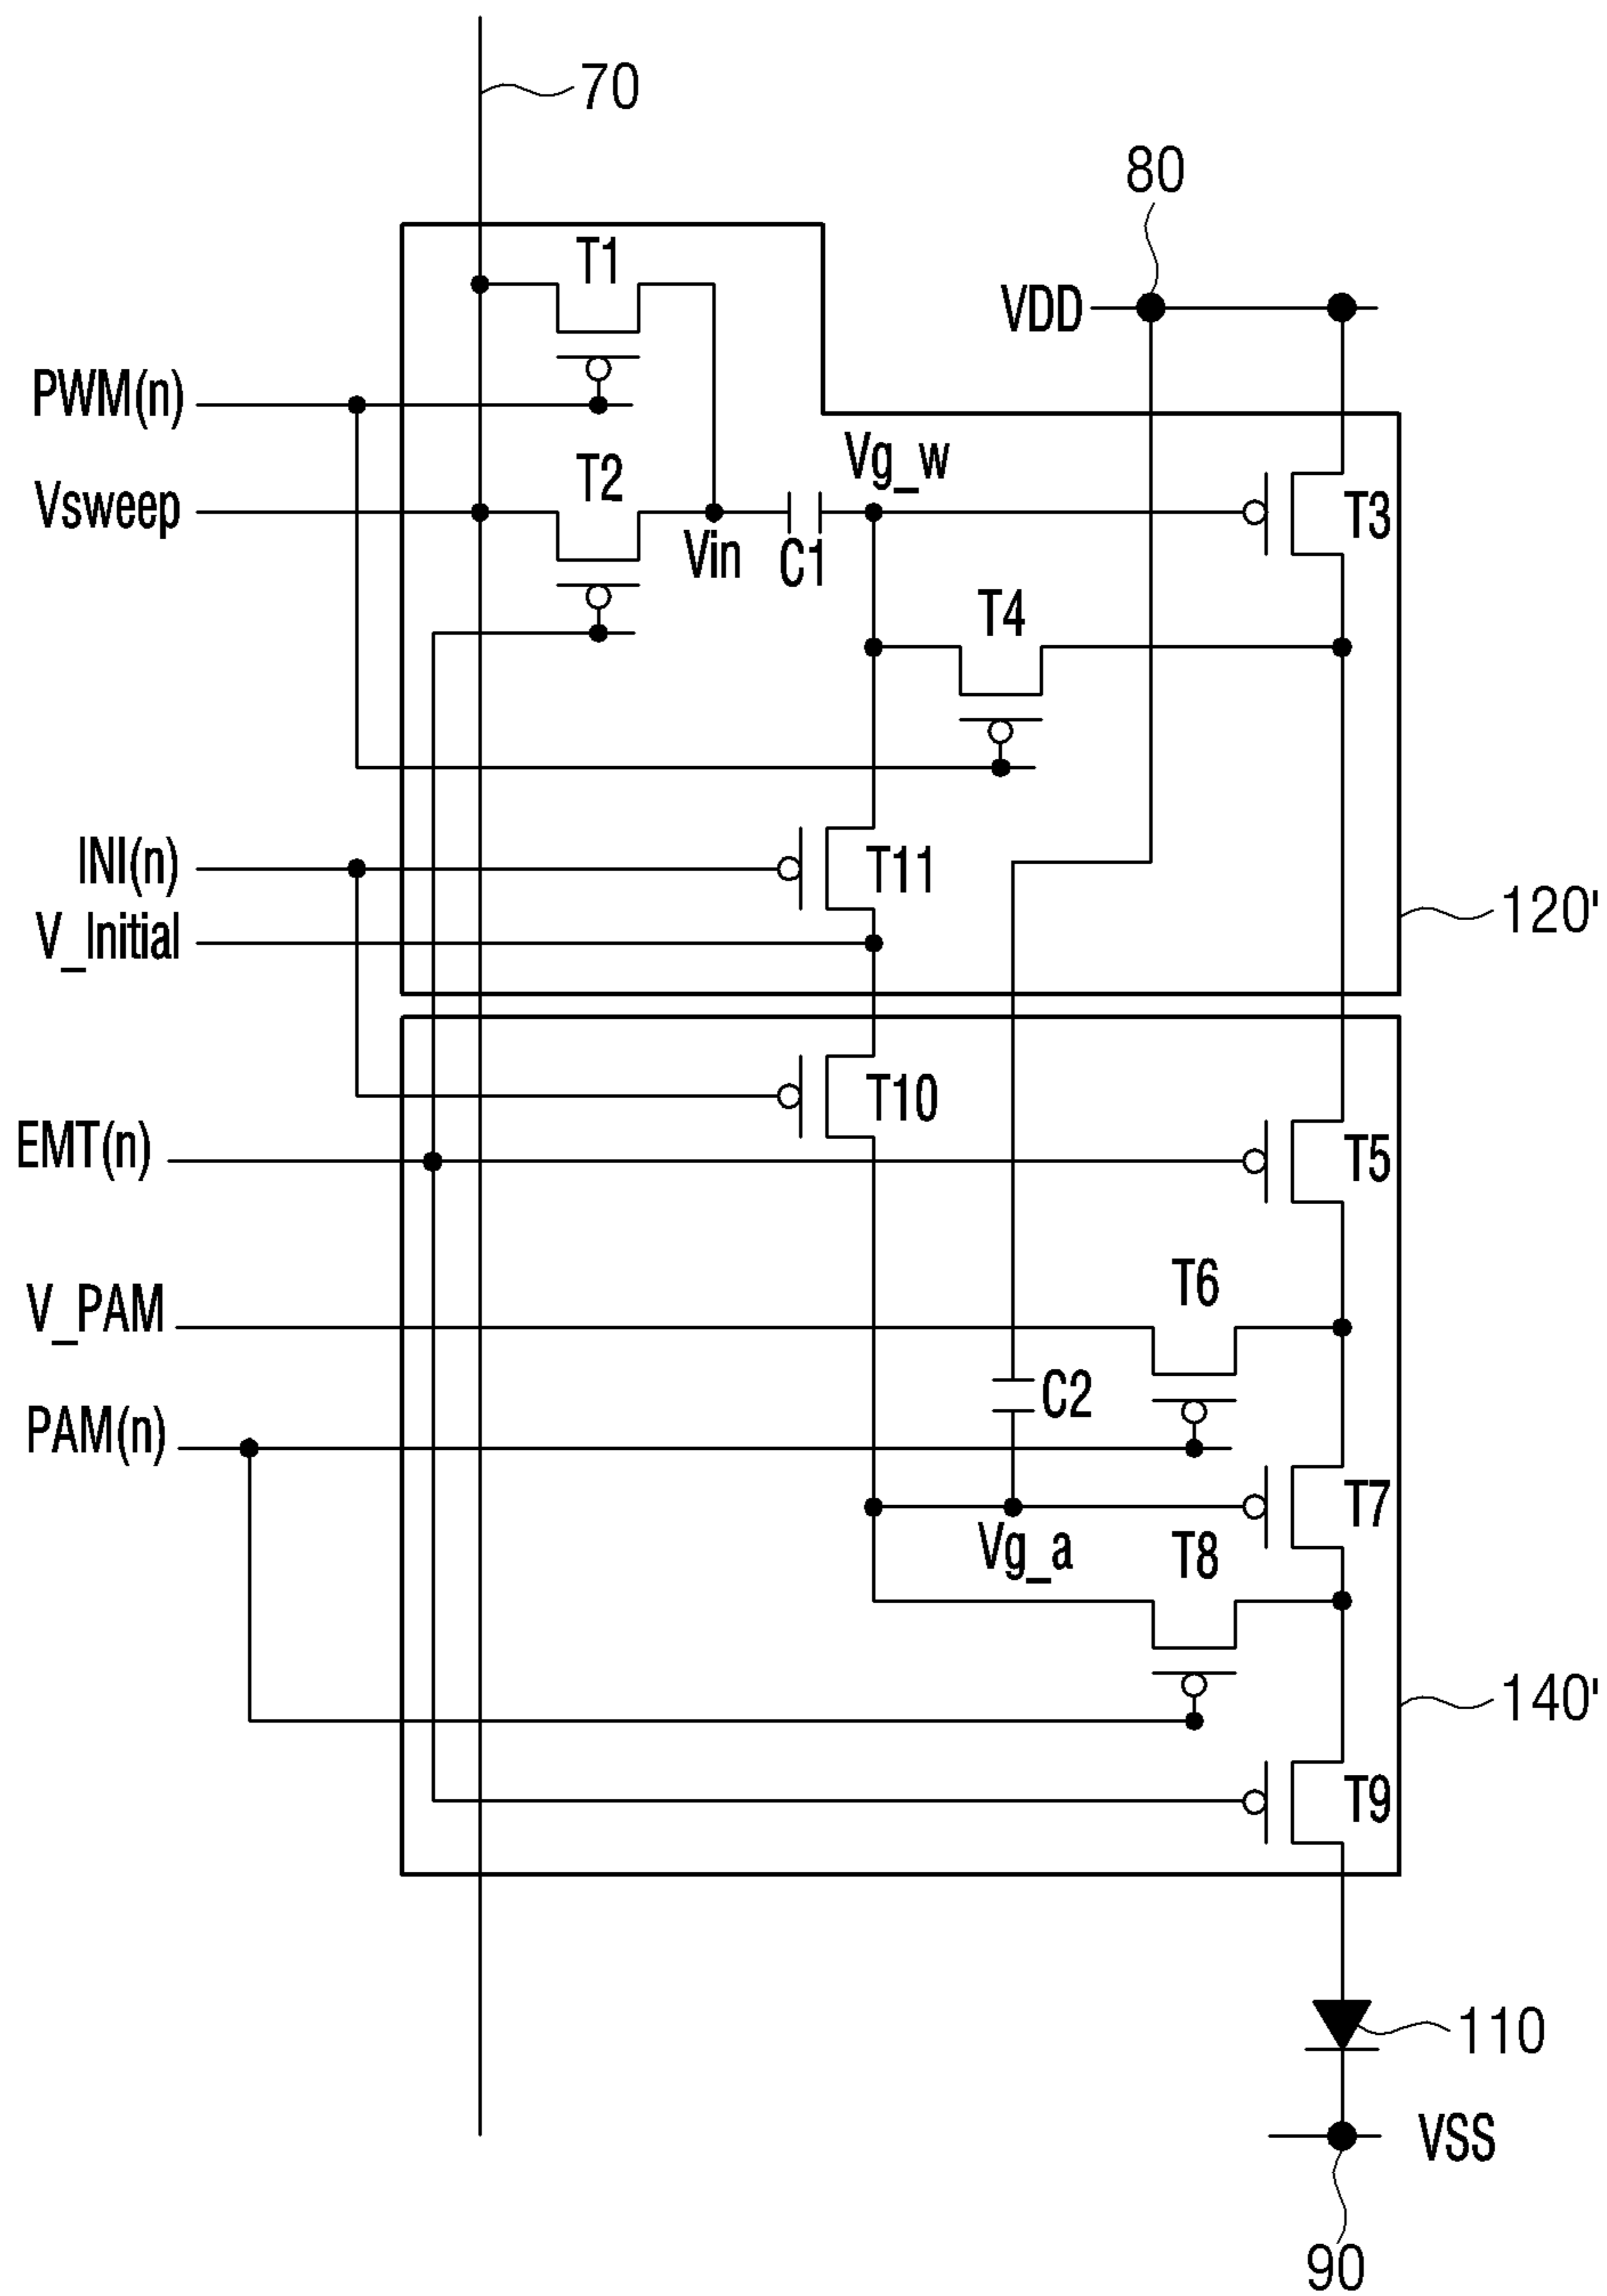 70
80
T1
VDD
PWM(n)
Vg_w
T2
Vsweep
T3
Vin
C1
T4
INI(n)
T11
120'
V_Initial
T10
EMT(n)
T5
T6
V_PAM
C2
PAM(n)
T7
Vg_a
T8
140'
T9
110
VSS
90